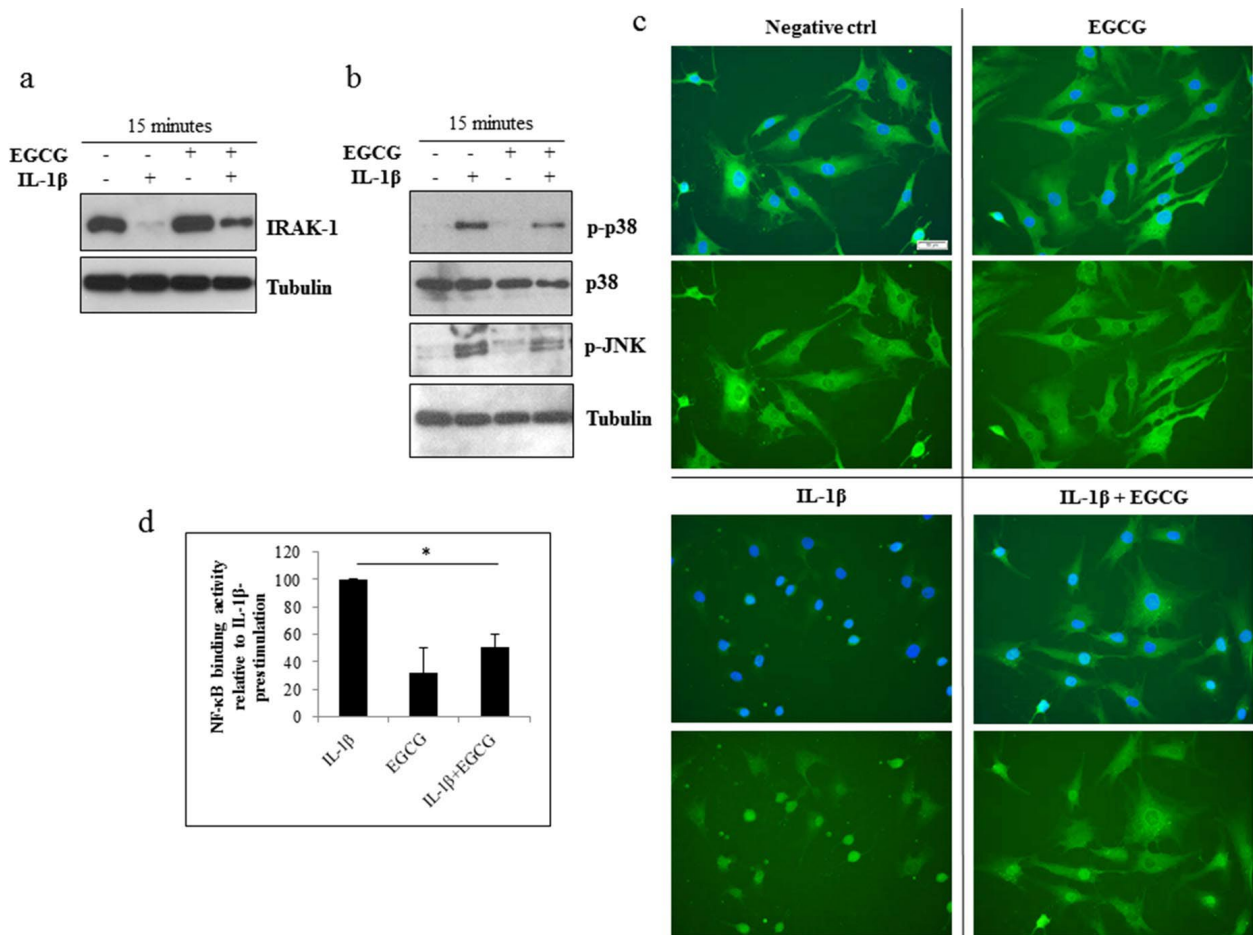 a
15 minutes
EGCG - - + +
IL-1β - + - +
IRAK-1
Tubulin
b
15 minutes
EGCG - - + +
IL-1β - + - +
p-p38
p38
p-JNK
Tubulin
c
Negative ctrl
EGCG
IL-1β
IL-1β + EGCG
d
NF-κB binding activity
relative to IL-1β-
prestimulation
120
100
80
60
40
20
0
*
IL-1β
EGCG
IL-1β+EGCG